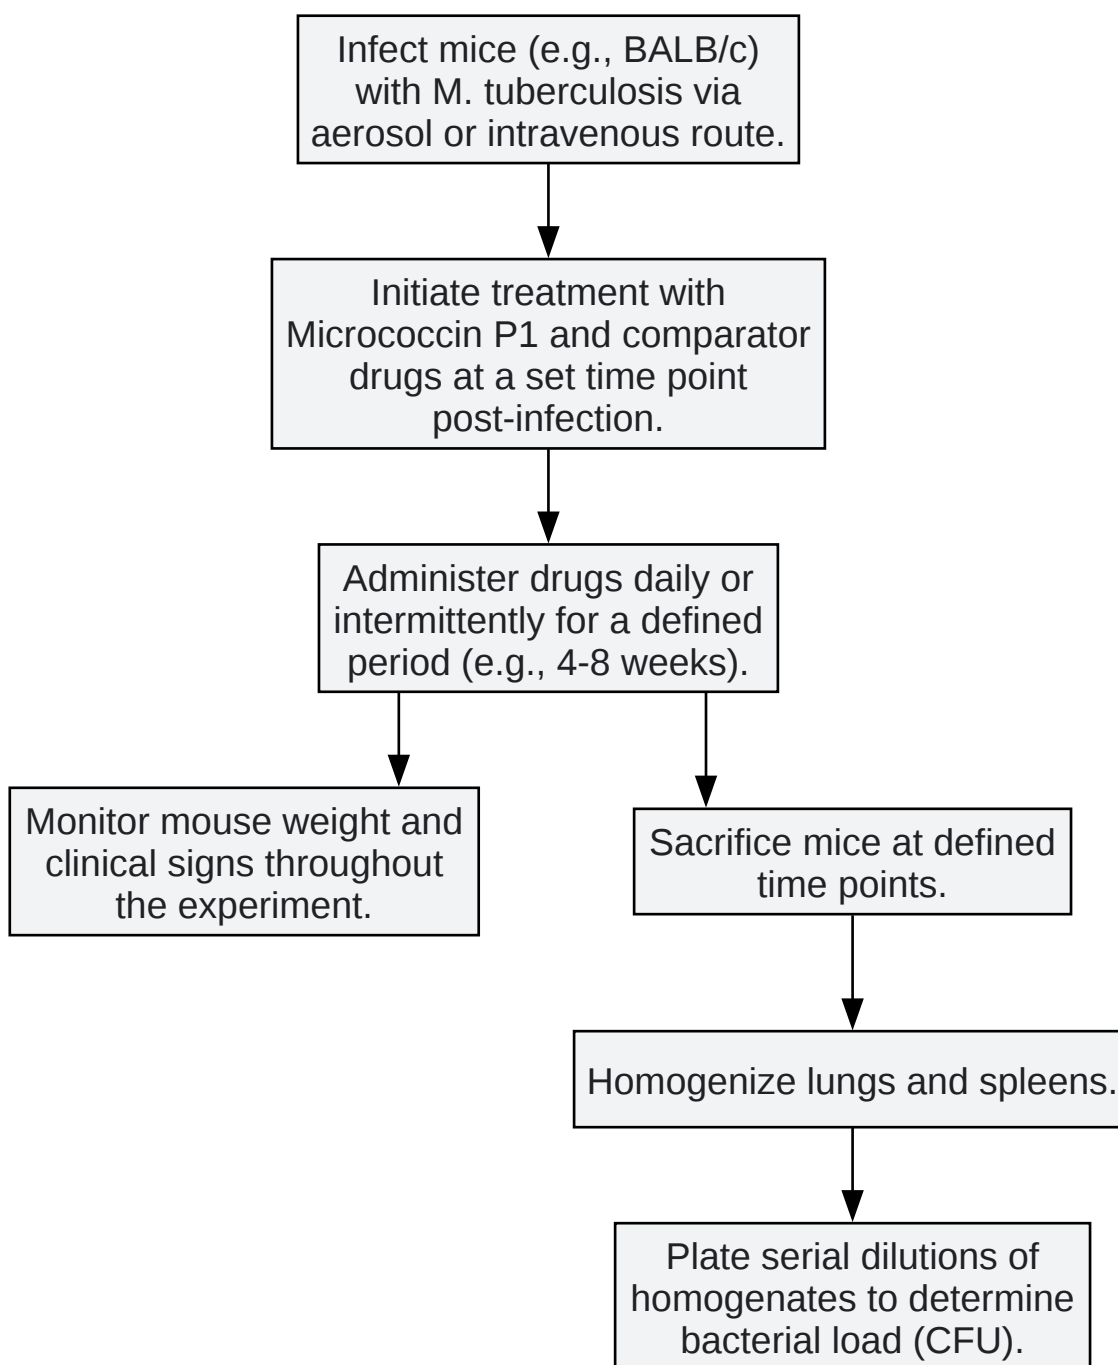 Infect mice (e.g., BALB/c)
with M. tuberculosis via
aerosol or intravenous route.
Initiate treatment with
Micrococcin P1 and comparator
drugs at a set time point
post-infection.
Administer drugs daily or
intermittently for a defined
period (e.g., 4-8 weeks).
Monitor mouse weight and
clinical signs throughout
the experiment.
Sacrifice mice at defined
time points.
Homogenize lungs and spleens.
Plate serial dilutions of
homogenates to determine
bacterial load (CFU).